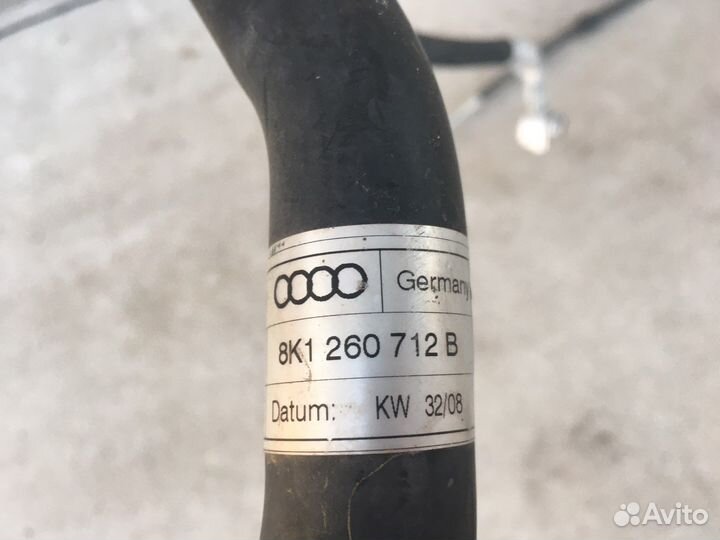 Germany
8K1 260 712 B
Datum: KW 32/08
Avito